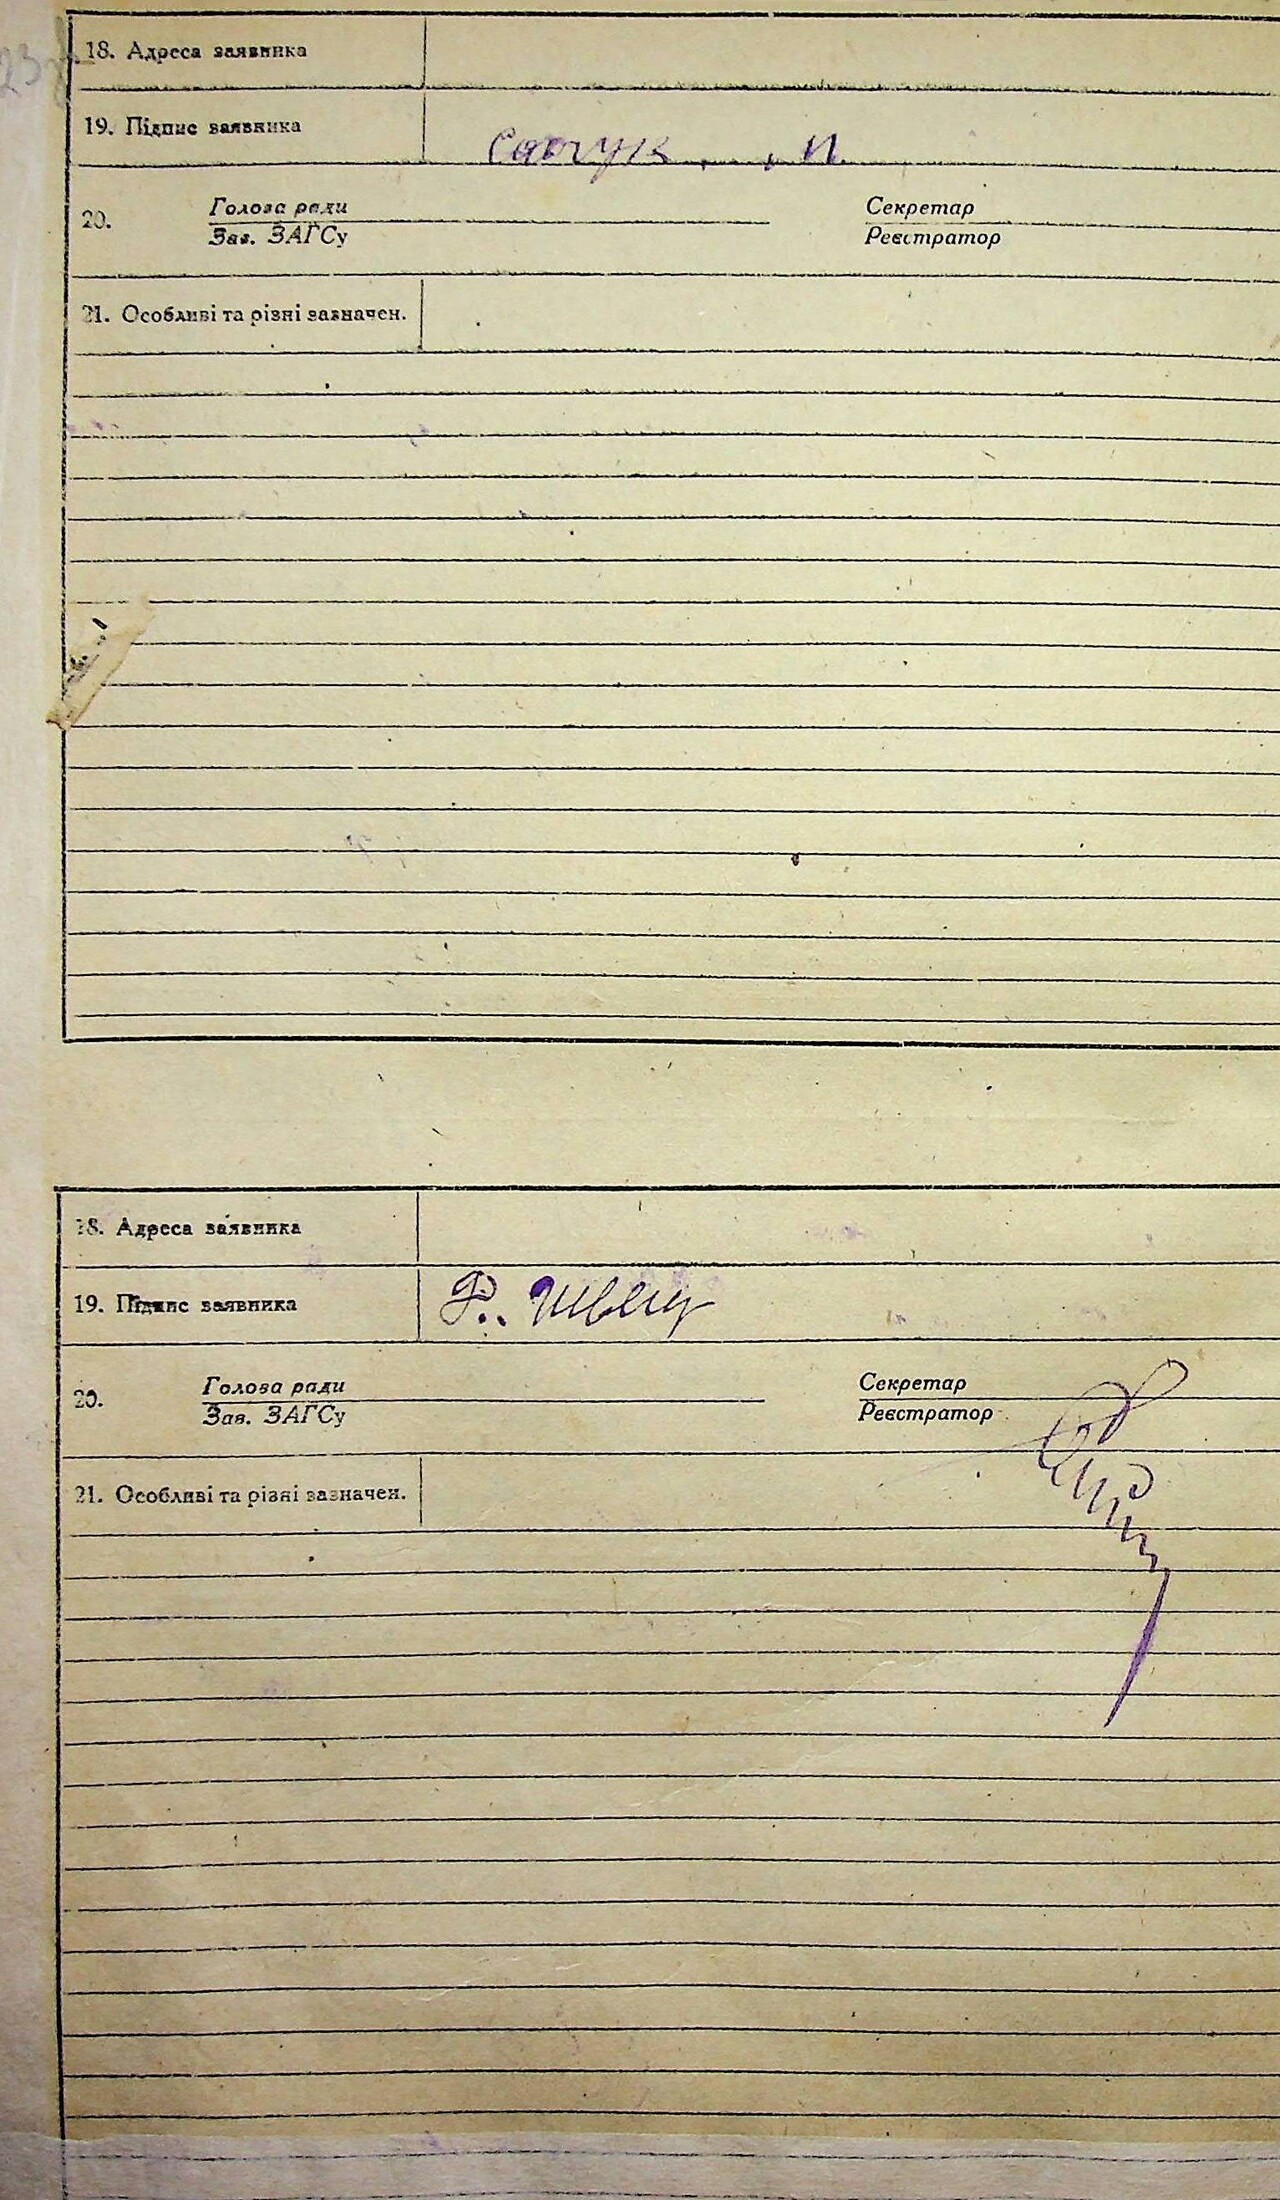 18. Адреса заявника
19. Підпис заявника Савчук И.
20. Голова ради Секретар
Зав. ЗАГСу Реєстратор
21. Особливі та різні зазначен.
18. Адреса заявника
19. Підпис заявника Р. Швец
20. Голова ради Секретар
Зав. ЗАГСу Реєстратор
21. Особливі та різні зазначен.